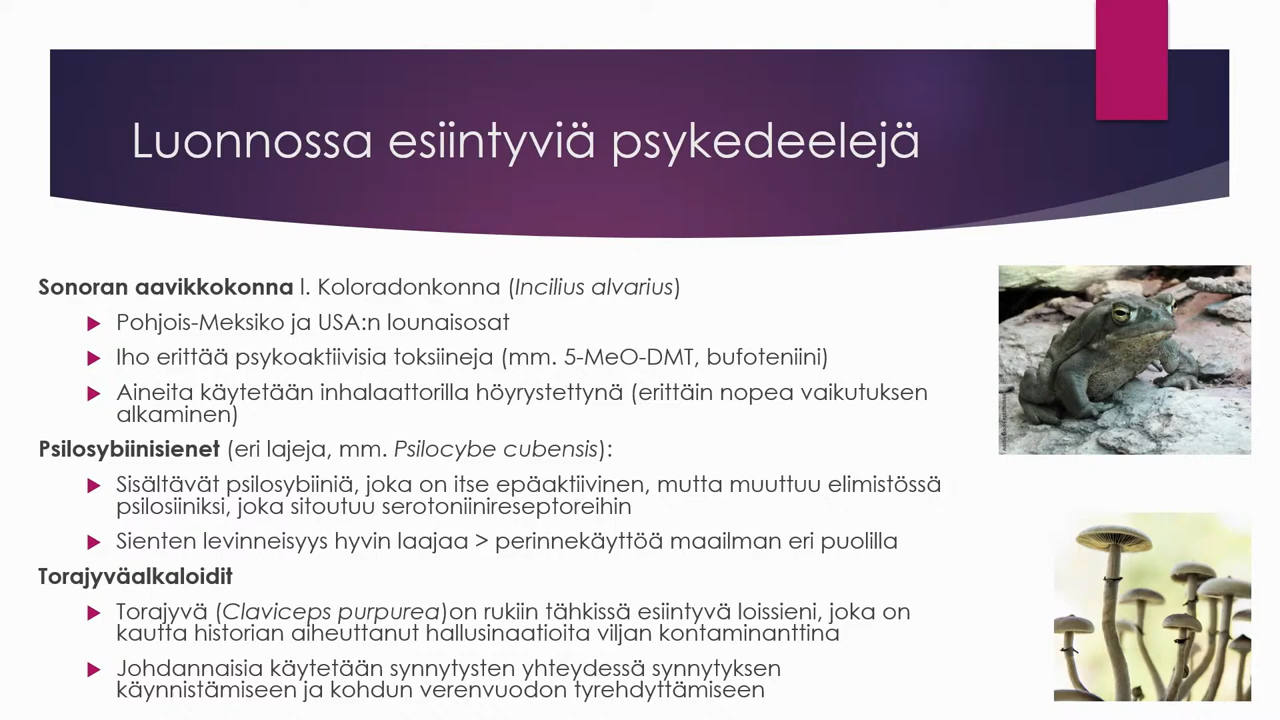 Luonnossa esiintyviä psykedeelejä
Sonoran aavikkokonna l. Koloradonkonna (Incilius alvarius)
Pohjois-Meksiko ja USA:n lounaisosat
Iho erittää psykoaktiivisia toksiineja (mm. 5-MeO-DMT, bufoteniini)
Aineita käytetään inhalaattorilla höyrystettynä (erittäin nopea vaikutuksen
alkaminen)
Psilosybiinisienet (eri lajeja, mm. Psilocybe cubensis):
Sisältävät psilosybiiniä, joka on itse epäaktiivinen, mutta muuttuu elimistössä
psilosiiniksi, joka sitoutuu serotoniinireseptoreihin
Sienten levinneisyys hyvin laajaa > perinnekäyttöä maailman eri puolilla
Torajyväalkaloidit
Torajyvä (Claviceps purpurea)on rukiin tähkissä esiintyvä loissieni, joka on
kautta historian aiheuttanut hallusinaatioita viljan kontaminanttina
Johdannaisia käytetään synnytysten yhteydessä synnytyksen
käynnistämiseen ja kohdun verenvuodon tyrehdyttämiseen